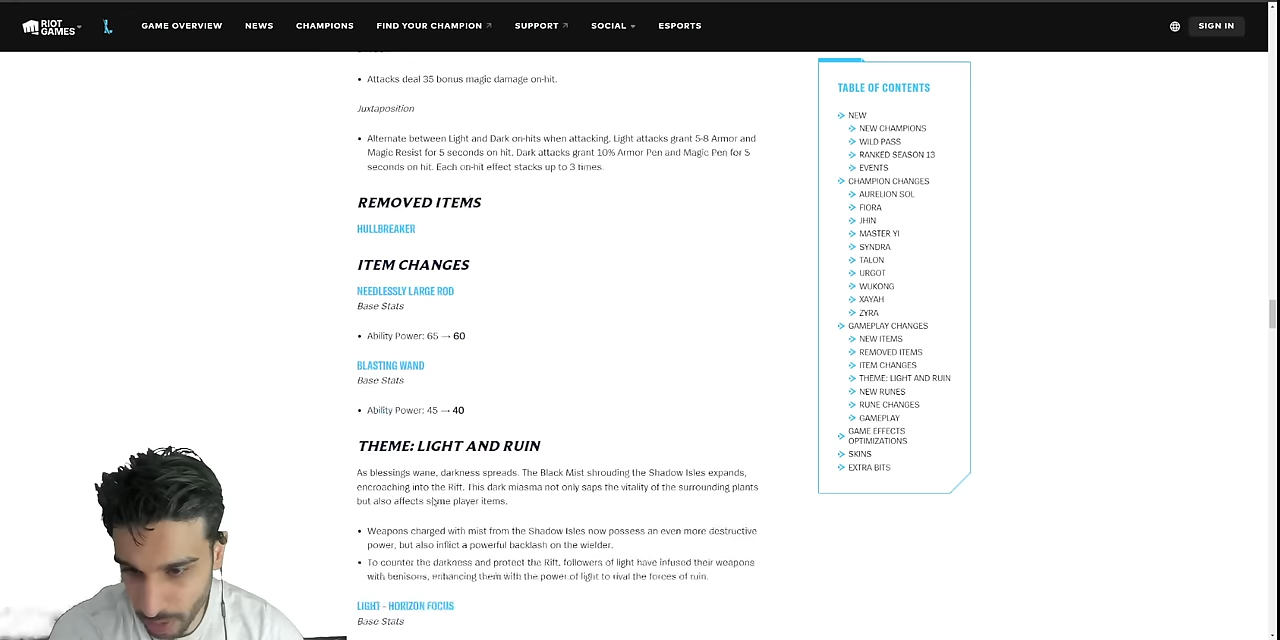 RIOT GAMES
GAME OVERVIEW
NEWS
CHAMPIONS
FIND YOUR CHAMPION
SUPPORT
SOCIAL
ESPORTS
SIGN IN
• Attacks deal 35 bonus magic damage on-hit.
Juxtaposition
• Alternate between Light and Dark on-hits when attacking. Light attacks grant 5-8 Armor and
Magic Resist for 5 seconds on hit. Dark attacks grant 10% Armor Pen and Magic Pen for 5
seconds on hit. Each on-hit effect stacks up to 3 times.
REMOVED ITEMS
HULLBREAKER
ITEM CHANGES
NEEDLESSLY LARGE ROD
Base Stats
• Ability Power: 65 → 60
BLASTING WAND
Base Stats
• Ability Power: 45 → 40
THEME: LIGHT AND RUIN
As blessings wane, darkness spreads. The Black Mist shrouding the Shadow Isles expands,
encroaching into the Rift. This dark miasma not only saps the vitality of the surrounding plants
but also affects some player items.
• Weapons charged with mist from the Shadow Isles now possess an even more destructive
power, but also inflict a powerful backlash on the wielder.
• To counter the darkness and protect the Rift, followers of light have infused their weapons
with benisons, enhancing them with the power of light to rival the forces of ruin.
LIGHT - HORIZON FOCUS
Base Stats
TABLE OF CONTENTS
NEW
NEW CHAMPIONS
WILD PASS
RANKED SEASON 13
EVENTS
CHAMPION CHANGES
AURELION SOL
FIORA
JHIN
MASTER YI
SYNDRA
TALON
URGOT
WUKONG
XAYAH
ZYRA
GAMEPLAY CHANGES
NEW ITEMS
REMOVED ITEMS
ITEM CHANGES
THEME: LIGHT AND RUIN
NEW RUNES
RUNE CHANGES
GAMEPLAY
GAME EFFECTS
OPTIMIZATIONS
SKINS
EXTRA BITS